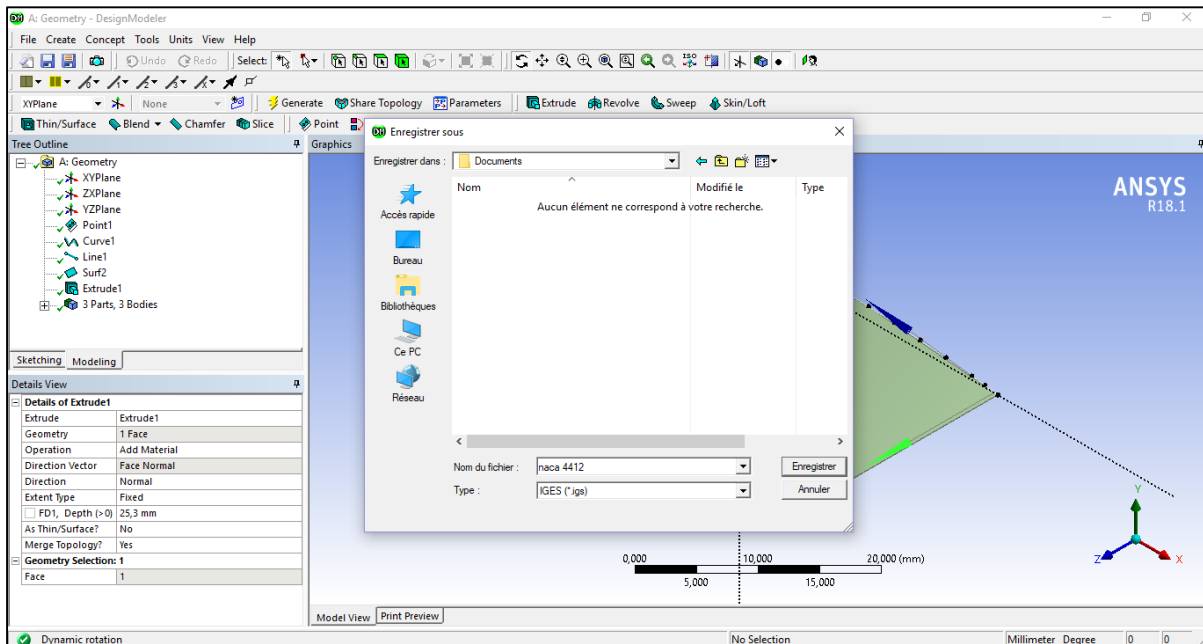 A: Geometry - DesignModeler
File Create Concept Tools Units View Help
Undo Redo Select: ISO
XYPlane None Generate Share Topology Parameters Extrude Revolve Sweep Skin/Loft
Thin/Surface Blend Chamfer Slice Point
Tree Outline
A: Geometry
XYPlane
ZXPlane
YZPlane
Point1
Curve1
Line1
Surf2
Extrude1
3 Parts, 3 Bodies
Sketching Modeling
Details View
Details of Extrude1
Extrude Extrude1
Geometry 1 Face
Operation Add Material
Direction Vector Face Normal
Direction Normal
Extent Type Fixed
FD1, Depth (>0) 25,3 mm
As Thin/Surface? No
Merge Topology? Yes
Geometry Selection: 1
Face 1
Graphics
Enregistrer sous
Enregistrer dans : Documents
Nom Modifié le Type
Aucun élément ne correspond à votre recherche.
Accès rapide
Bureau
Bibliothèques
Ce PC
Réseau
Nom du fichier : naca 4412 Enregistrer
Type : IGES (*.igs) Annuler
ANSYS
R18.1
0,000 10,000 20,000 (mm)
5,000 15,000
Y
Z X
Model View Print Preview
Dynamic rotation No Selection Millimeter Degree 0 0